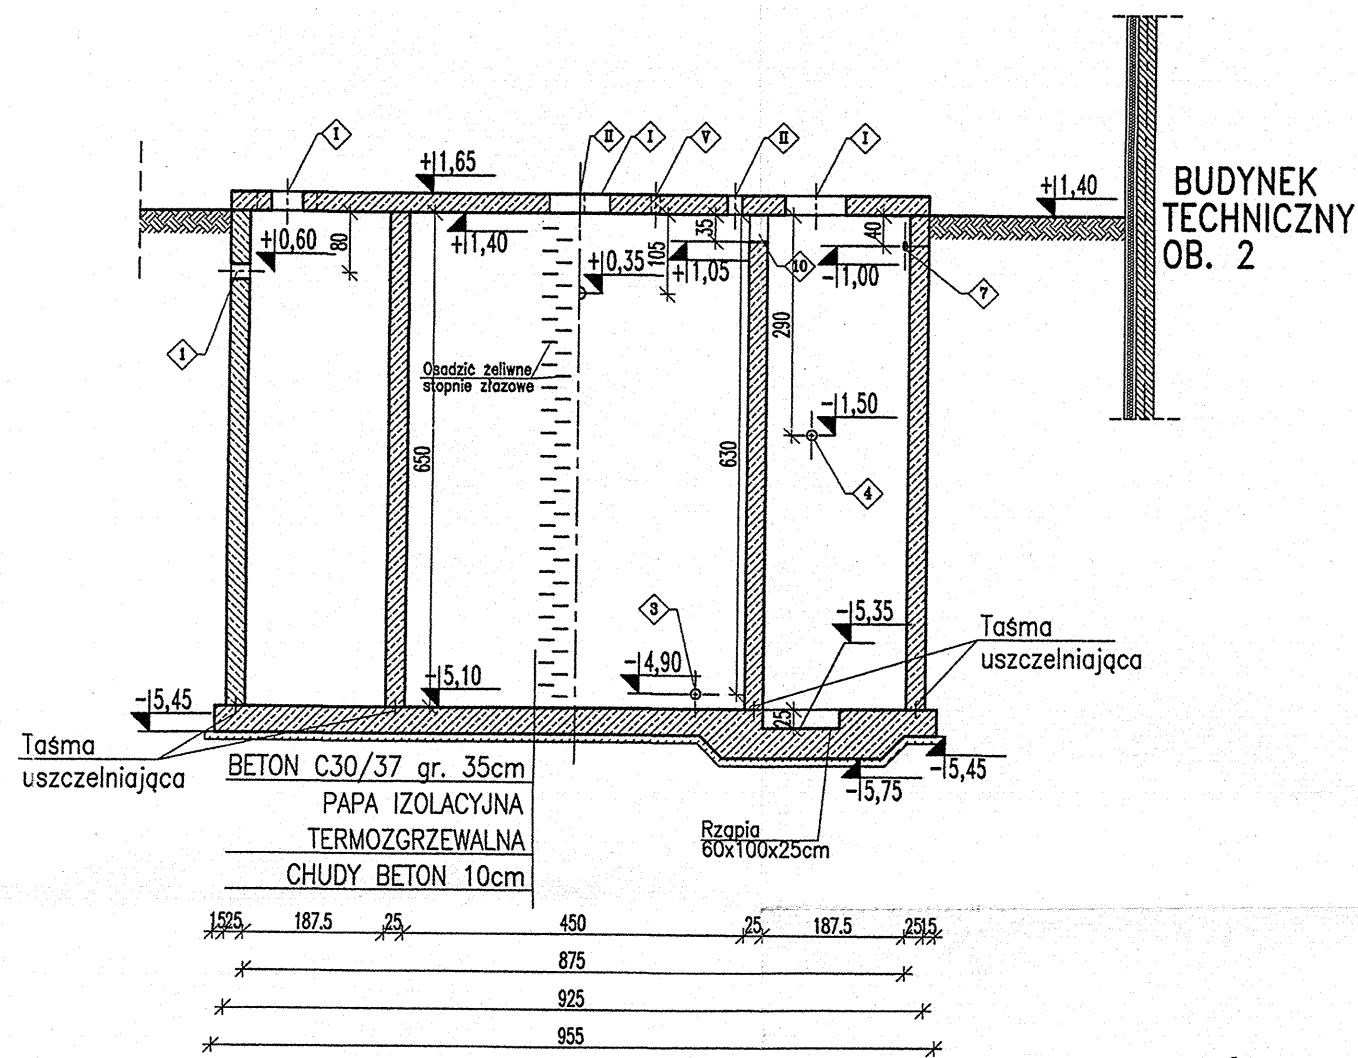 I
II
I
V
II
I
+1,65
+1,40
BUDYNEK
TECHNICZNY
OB. 2
+0,60
80
+1,40
+0,35
105
35
+1,05
10
-1,00
40
7
1
290
Osadzić żeliwne
stopnie złazowe
-1,50
650
630
4
3
-5,35
Taśma
uszczelniająca
-4,90
-5,10
-5,45
25
Taśma
uszczelniająca
BETON C30/37 gr. 35cm
PAPA IZOLACYJNA
TERMOZGRZEWALNA
CHUDY BETON 10cm
-5,45
-5,75
Rząpia
60x100x25cm
15 25 187.5 25 450 25 187.5 25 15
875
925
955